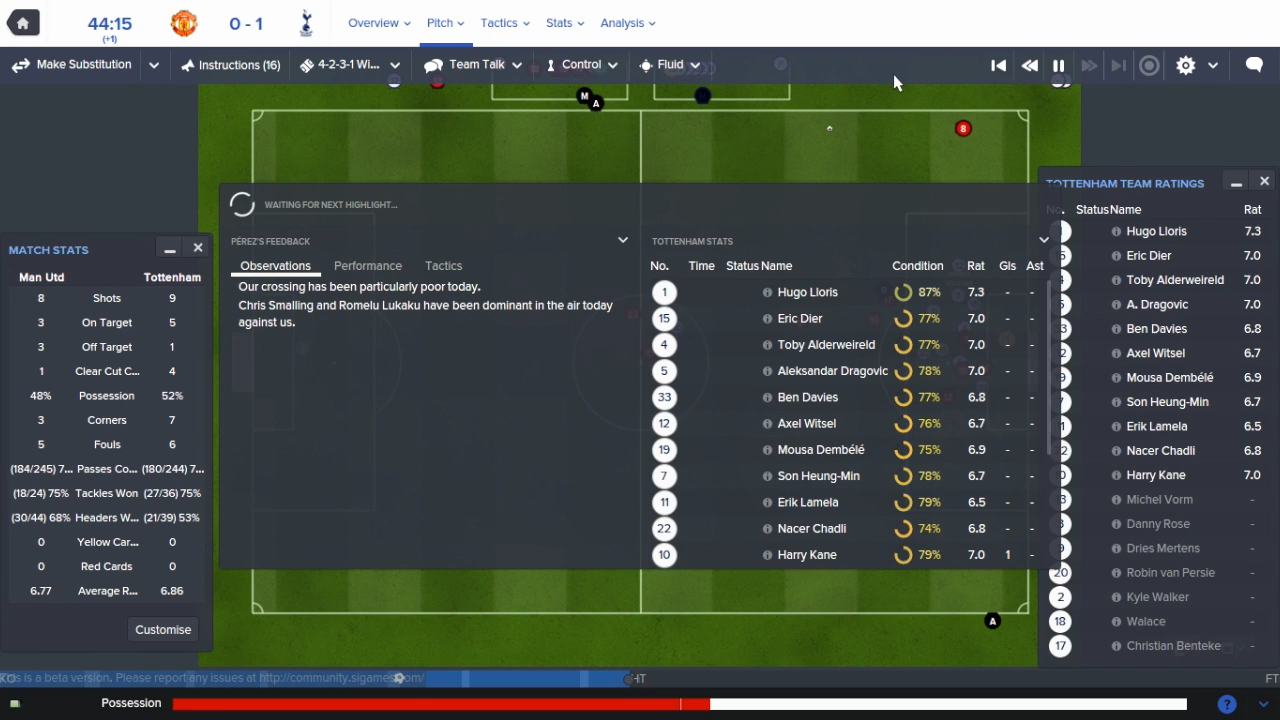 44:15
(+1)
0 - 1
Overview
Pitch
Tactics
Stats
Analysis
Make Substitution
Instructions (16)
4-2-3-1 Wi...
Team Talk
Control
Fluid
M
A
8
WAITING FOR NEXT HIGHLIGHT...
PÉREZ'S FEEDBACK
Observations
Performance
Tactics
Our crossing has been particularly poor today.
Chris Smalling and Romelu Lukaku have been dominant in the air today
against us.
MATCH STATS
Man Utd Tottenham
8 Shots 9
3 On Target 5
3 Off Target 1
1 Clear Cut C... 4
48% Possession 52%
3 Corners 7
5 Fouls 6
(184/245) 7... Passes Co... (180/244) 7...
(18/24) 75% Tackles Won (27/36) 75%
(30/44) 68% Headers W... (21/39) 53%
0 Yellow Car... 0
0 Red Cards 0
6.77 Average R... 6.86
Customise
TOTTENHAM STATS
No. Time Status Name Condition Rat Gls Ast
1 Hugo Lloris 87% 7.3 - -
15 Eric Dier 77% 7.0 - -
4 Toby Alderweireld 77% 7.0 - -
5 Aleksandar Dragovic 78% 7.0 - -
33 Ben Davies 77% 6.8 - -
12 Axel Witsel 76% 6.7 - -
19 Mousa Dembélé 75% 6.9 - -
7 Son Heung-Min 78% 6.7 - -
11 Erik Lamela 79% 6.5 - -
22 Nacer Chadli 74% 6.8 - -
10 Harry Kane 79% 7.0 1 -
TOTTENHAM TEAM RATINGS
Status Name Rat
Hugo Lloris 7.3
Eric Dier 7.0
Toby Alderweireld 7.0
A. Dragovic 7.0
Ben Davies 6.8
Axel Witsel 6.7
Mousa Dembélé 6.9
Son Heung-Min 6.7
Erik Lamela 6.5
Nacer Chadli 6.8
Harry Kane 7.0
Michel Vorm -
Danny Rose -
Dries Mertens -
20 Robin van Persie -
2 Kyle Walker -
18 Walace -
17 Christian Benteke -
A
is is a beta version. Please report any issues at http://community.sigames.com/
HT
FT
Possession
?